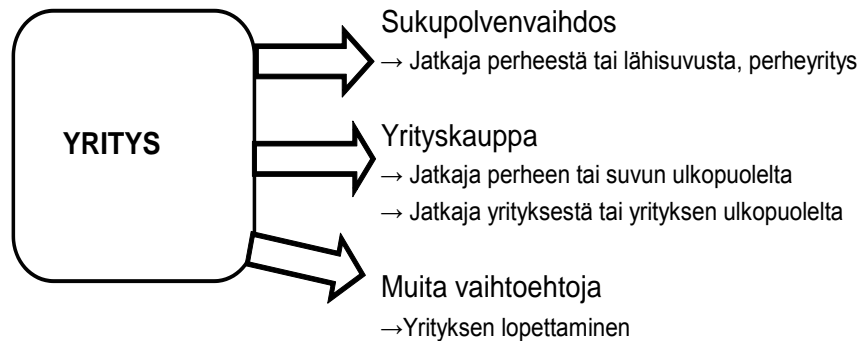 YRITYS
Sukupolvenvaihdos
→ Jatkaja perheestä tai lähisuvusta, perheyritys
Yrityskauppa
→ Jatkaja perheen tai suvun ulkopuolelta
→ Jatkaja yrityksestä tai yrityksen ulkopuolelta
Muita vaihtoehtoja
→Yrityksen lopettaminen